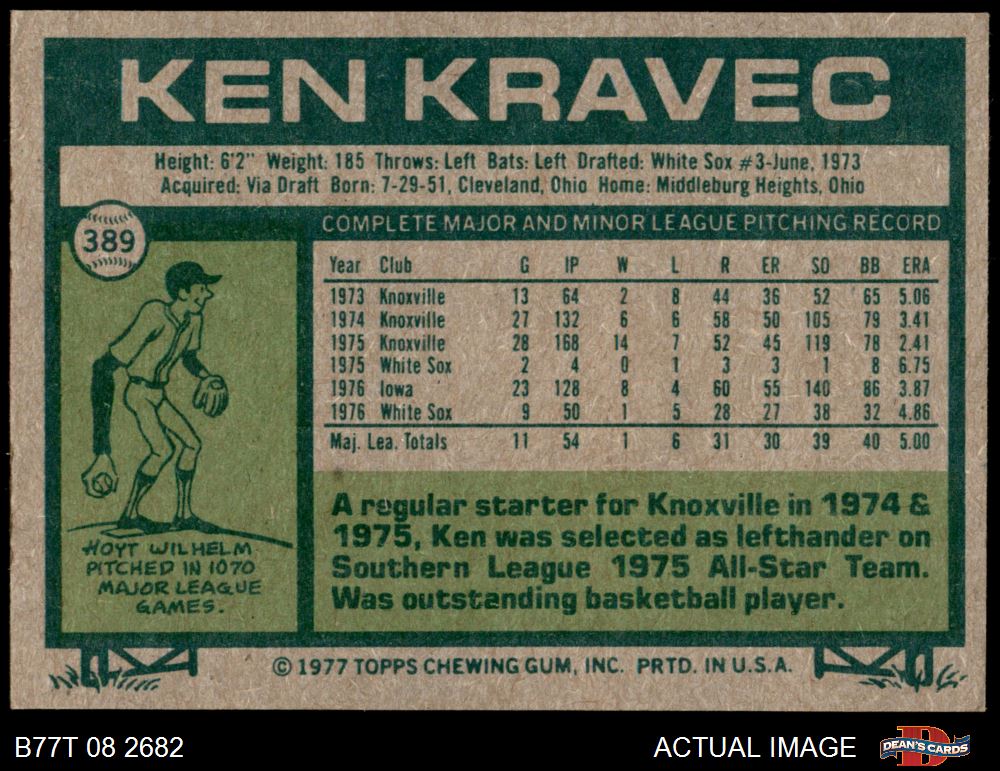 KEN KRAVEC
Height: 6'2" Weight: 185 Throws: Left Bats: Left Drafted: White Sox #3-June, 1973
Acquired: Via Draft Born: 7-29-51, Cleveland, Ohio Home: Middleburg Heights, Ohio
389
COMPLETE MAJOR AND MINOR LEAGUE PITCHING RECORD
Year Club G IP W L R ER SO BB ERA
1973 Knoxville 13 64 2 8 44 36 52 65 5.06
1974 Knoxville 27 132 6 6 58 50 105 79 3.41
1975 Knoxville 28 168 14 7 52 45 119 78 2.41
1975 White Sox 2 4 0 1 3 3 1 8 6.75
1976 Iowa 23 128 8 4 60 55 140 86 3.87
1976 White Sox 9 50 1 5 28 27 38 32 4.86
Maj. Lea. Totals 11 54 1 6 31 30 39 40 5.00
HOYT WILHELM
PITCHED IN 1070
MAJOR LEAGUE
GAMES.
A regular starter for Knoxville in 1974 &
1975, Ken was selected as lefthander on
Southern League 1975 All-Star Team.
Was outstanding basketball player.
© 1977 TOPPS CHEWING GUM, INC. PRTD. IN U.S.A.
B77T 08 2682
ACTUAL IMAGE
DEAN'S CARDS